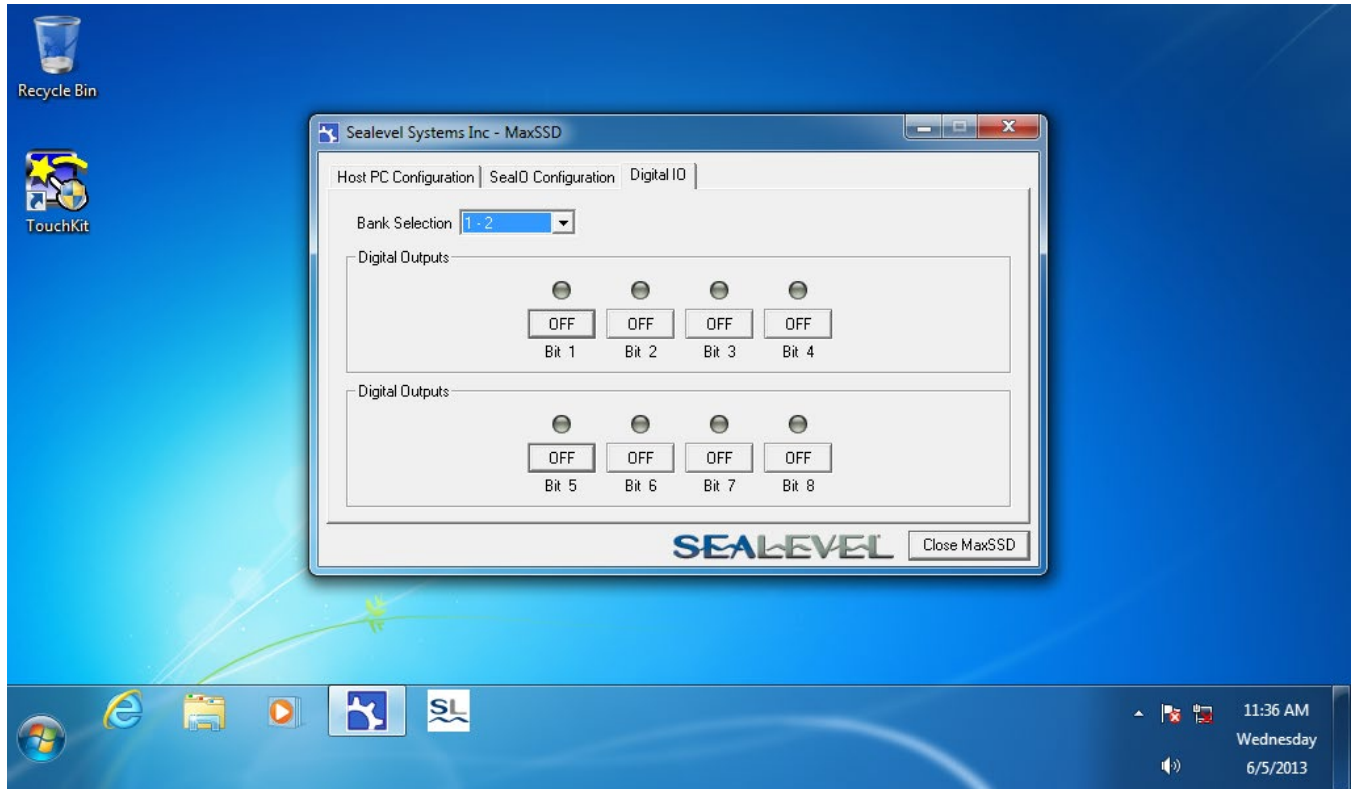 Recycle Bin
TouchKit
Sealevel Systems Inc - MaxSSD
Host PC Configuration SeaIO Configuration Digital IO
Bank Selection 1 - 2
Digital Outputs
OFF OFF OFF OFF
Bit 1 Bit 2 Bit 3 Bit 4
Digital Outputs
OFF OFF OFF OFF
Bit 5 Bit 6 Bit 7 Bit 8
SEALEVEL Close MaxSSD
SL
11:36 AM
Wednesday
6/5/2013